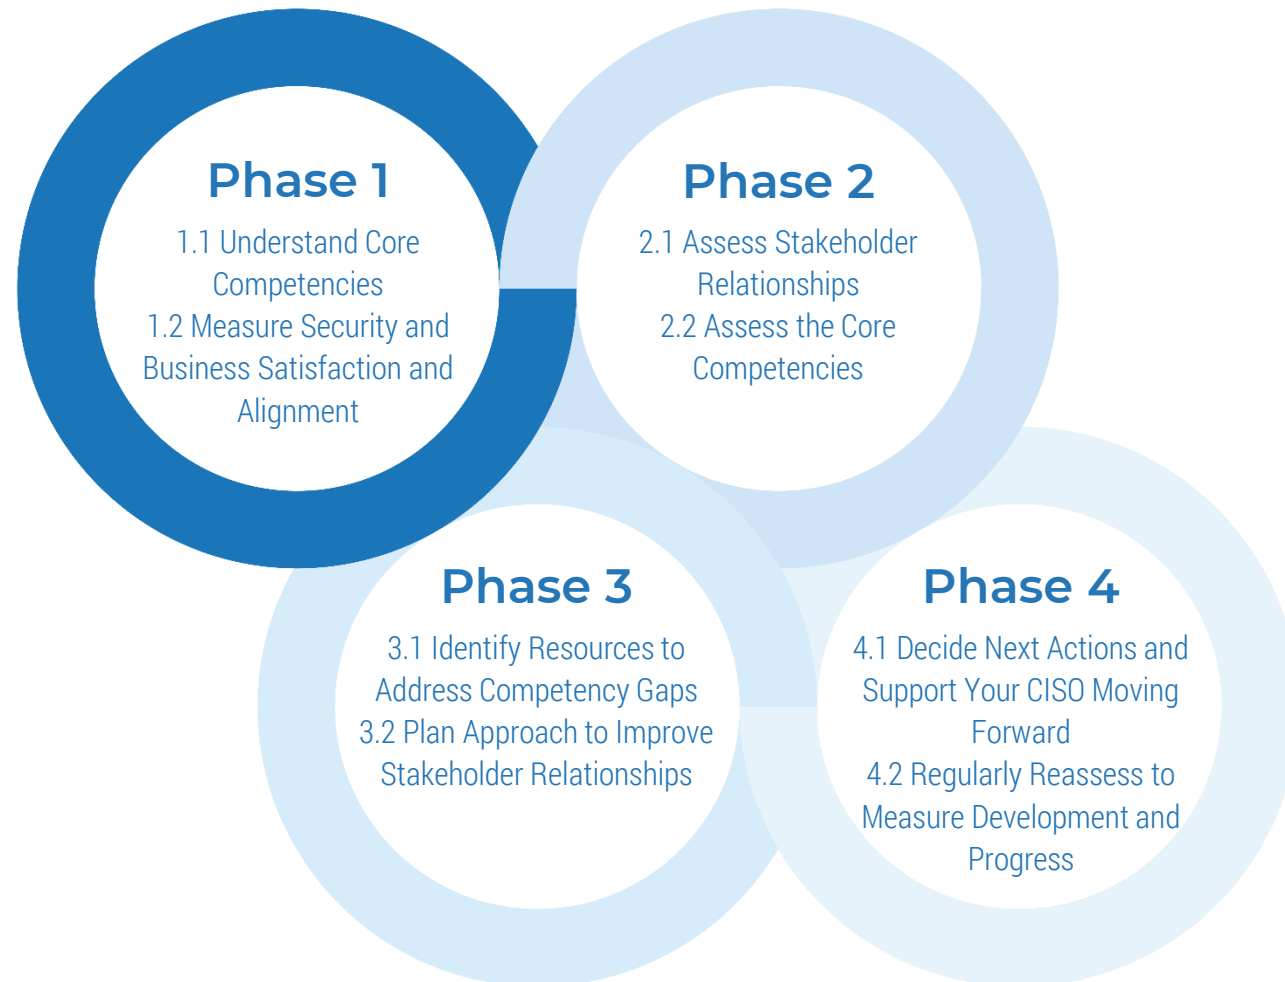 Phase 1
1.1 Understand Core
Competencies
1.2 Measure Security and
Business Satisfaction and
Alignment
Phase 2
2.1 Assess Stakeholder
Relationships
2.2 Assess the Core
Competencies
Phase 3
3.1 Identify Resources to
Address Competency Gaps
3.2 Plan Approach to Improve
Stakeholder Relationships
Phase 4
4.1 Decide Next Actions and
Support Your CISO Moving
Forward
4.2 Regularly Reassess to
Measure Development and
Progress